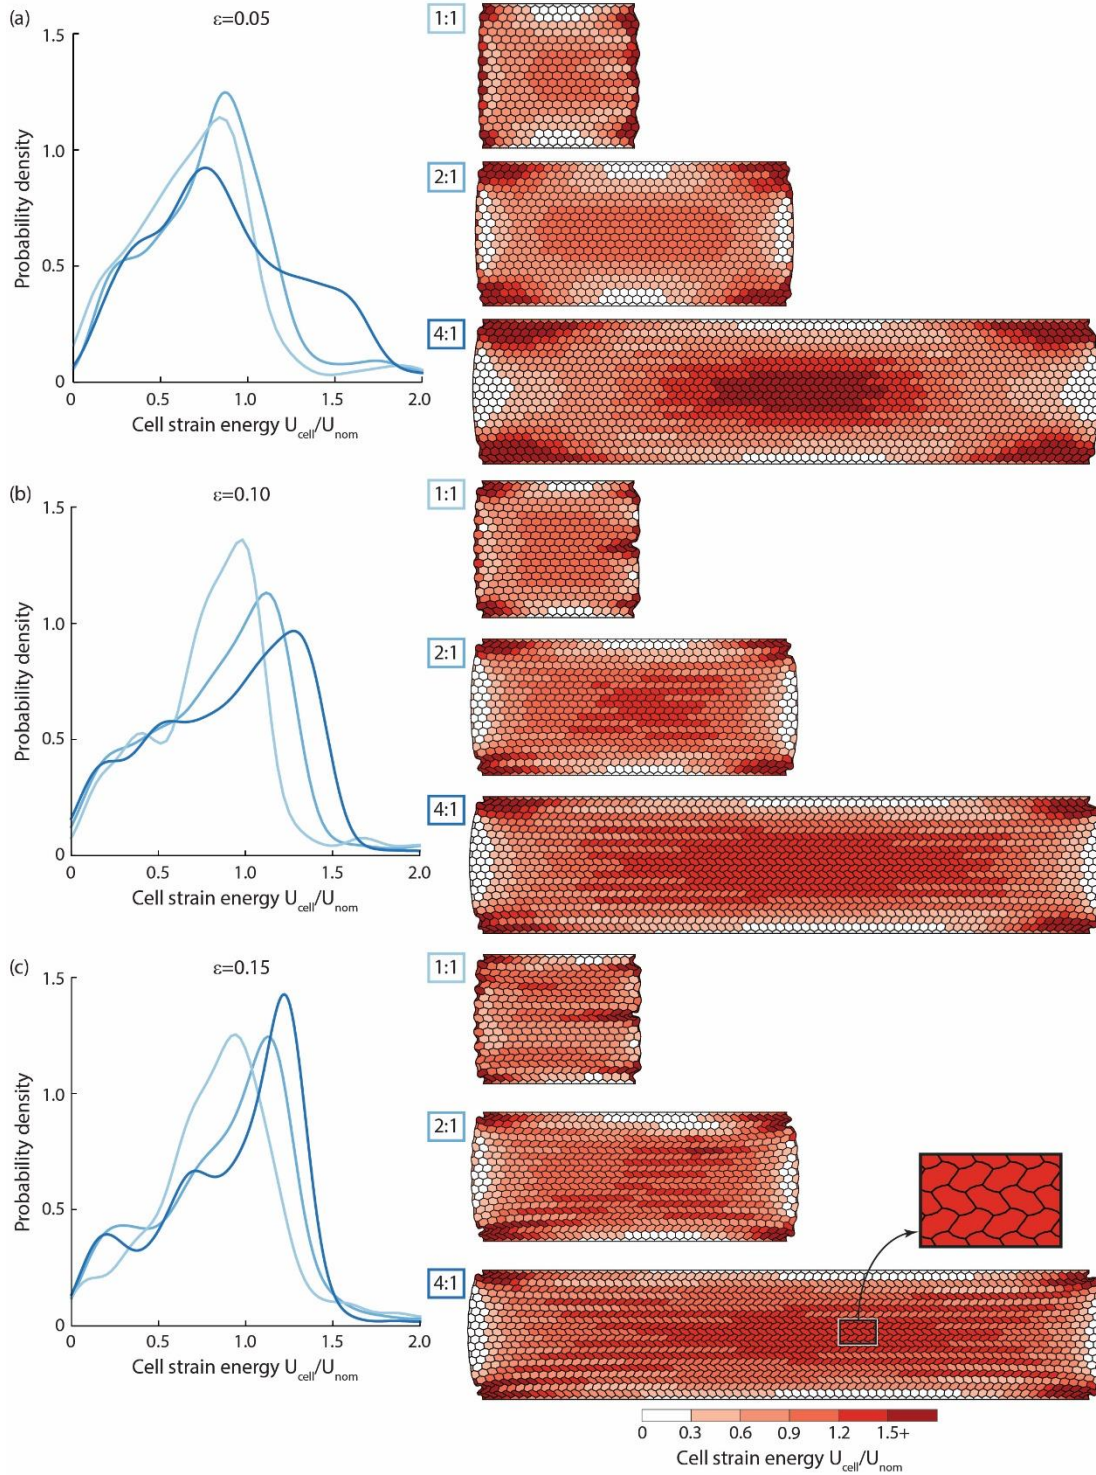 (a)
ε=0.05
1:1
1.5
1.0
0.5
0
Probability density
2:1
4:1
0 0.5 1.0 1.5 2.0
Cell strain energy U_cell/U_nom
(b)
ε=0.10
1:1
1.5
1.0
0.5
0
Probability density
2:1
4:1
0 0.5 1.0 1.5 2.0
Cell strain energy U_cell/U_nom
(c)
ε=0.15
1:1
1.5
1.0
0.5
0
Probability density
2:1
4:1
0 0.5 1.0 1.5 2.0
Cell strain energy U_cell/U_nom
0 0.3 0.6 0.9 1.2 1.5+
Cell strain energy U_cell/U_nom